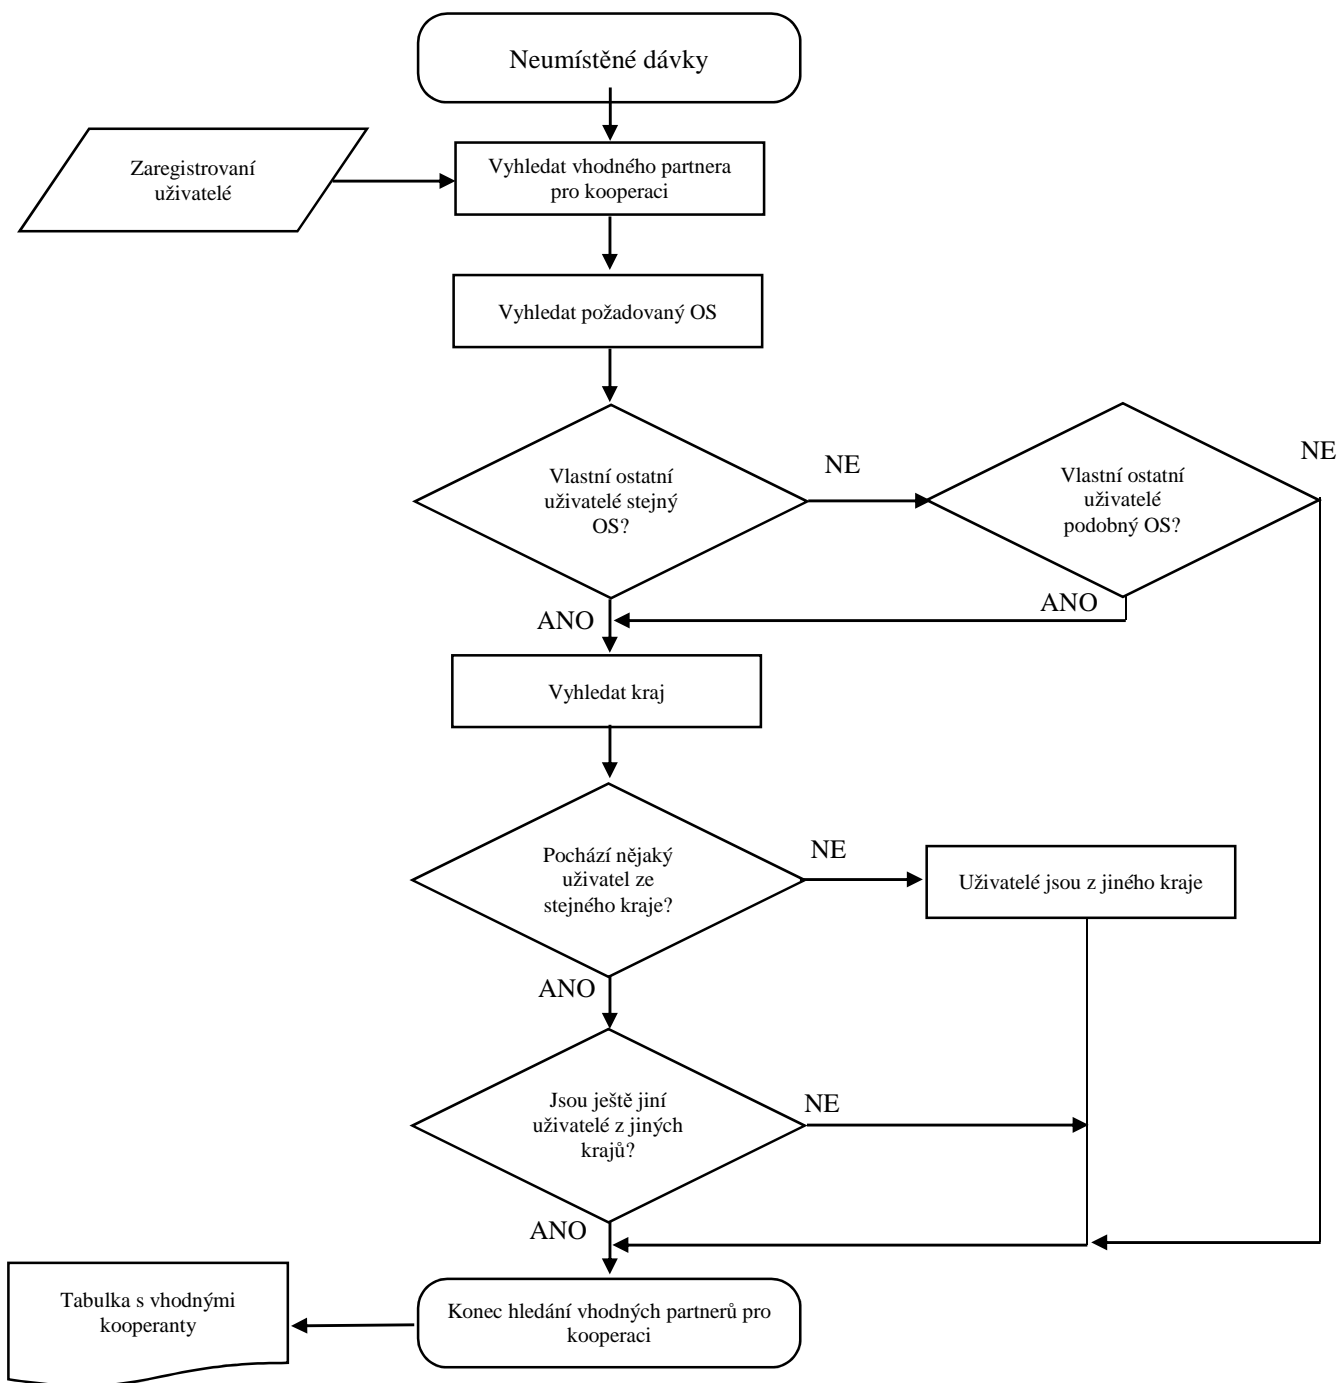 Neumístěné dávky
Zaregistrovaní
uživatelé
Vyhledat vhodného partnera
pro kooperaci
Vyhledat požadovaný OS
Vlastní ostatní
uživatelé stejný
OS?
NE
Vlastní ostatní
uživatelé
podobný OS?
NE
ANO
ANO
Vyhledat kraj
Pochází nějaký
uživatel ze
stejného kraje?
NE
Uživatelé jsou z jiného kraje
ANO
Jsou ještě jiní
uživatelé z jiných
krajů?
NE
ANO
Tabulka s vhodnými
kooperanty
Konec hledání vhodných partnerů pro
kooperaci